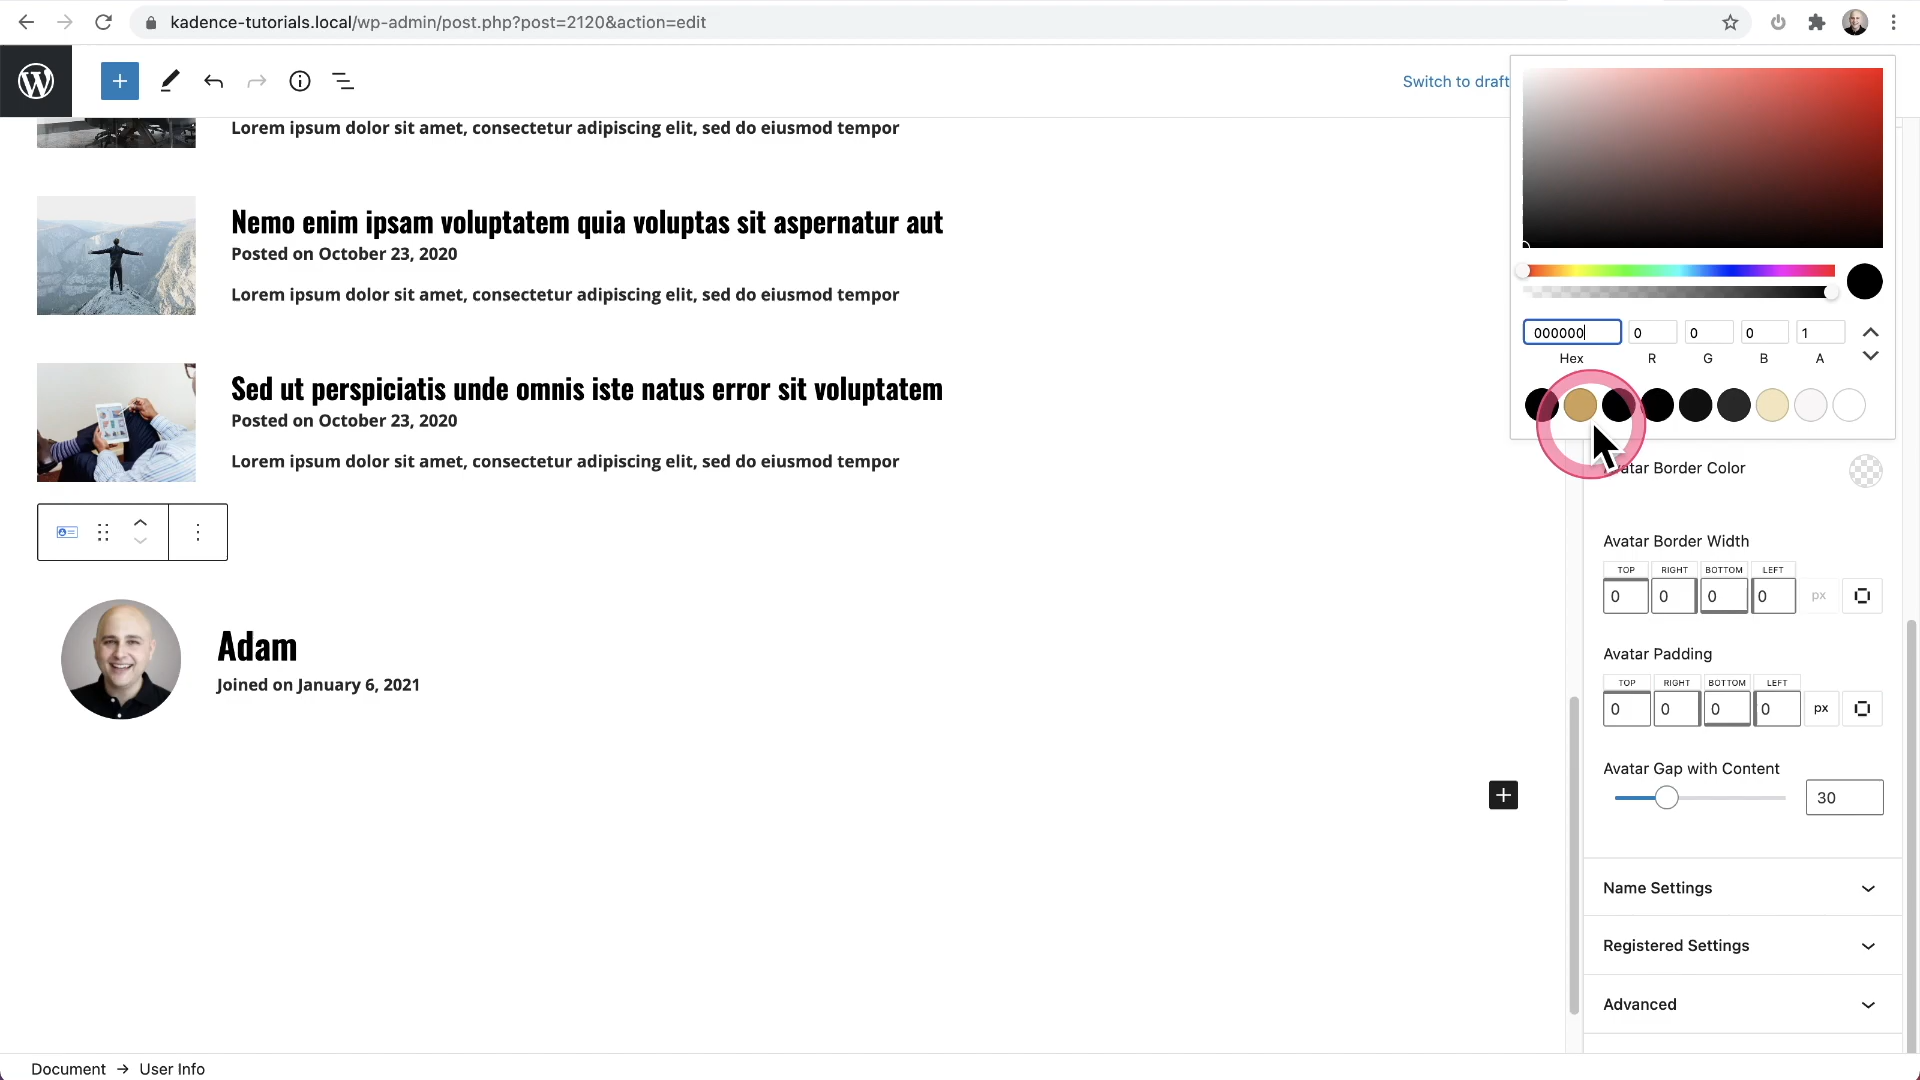 kadence-tutorials.local/wp-admin/post.php?post=2120&action=edit
Switch to draft
Lorem ipsum dolor sit amet, consectetur adipiscing elit, sed do eiusmod tempor
Nemo enim ipsam voluptatem quia voluptas sit aspernatur aut
Posted on October 23, 2020
Lorem ipsum dolor sit amet, consectetur adipiscing elit, sed do eiusmod tempor
Sed ut perspiciatis unde omnis iste natus error sit voluptatem
Posted on October 23, 2020
Lorem ipsum dolor sit amet, consectetur adipiscing elit, sed do eiusmod tempor
Adam
Joined on January 6, 2021
000000 0 0 0 1
Hex R G B A
atar Border Color
Avatar Border Width
TOP RIGHT BOTTOM LEFT
0 0 0 0 px
Avatar Padding
TOP RIGHT BOTTOM LEFT
0 0 0 0 px
Avatar Gap with Content
30
Name Settings
Registered Settings
Advanced
Document → User Info